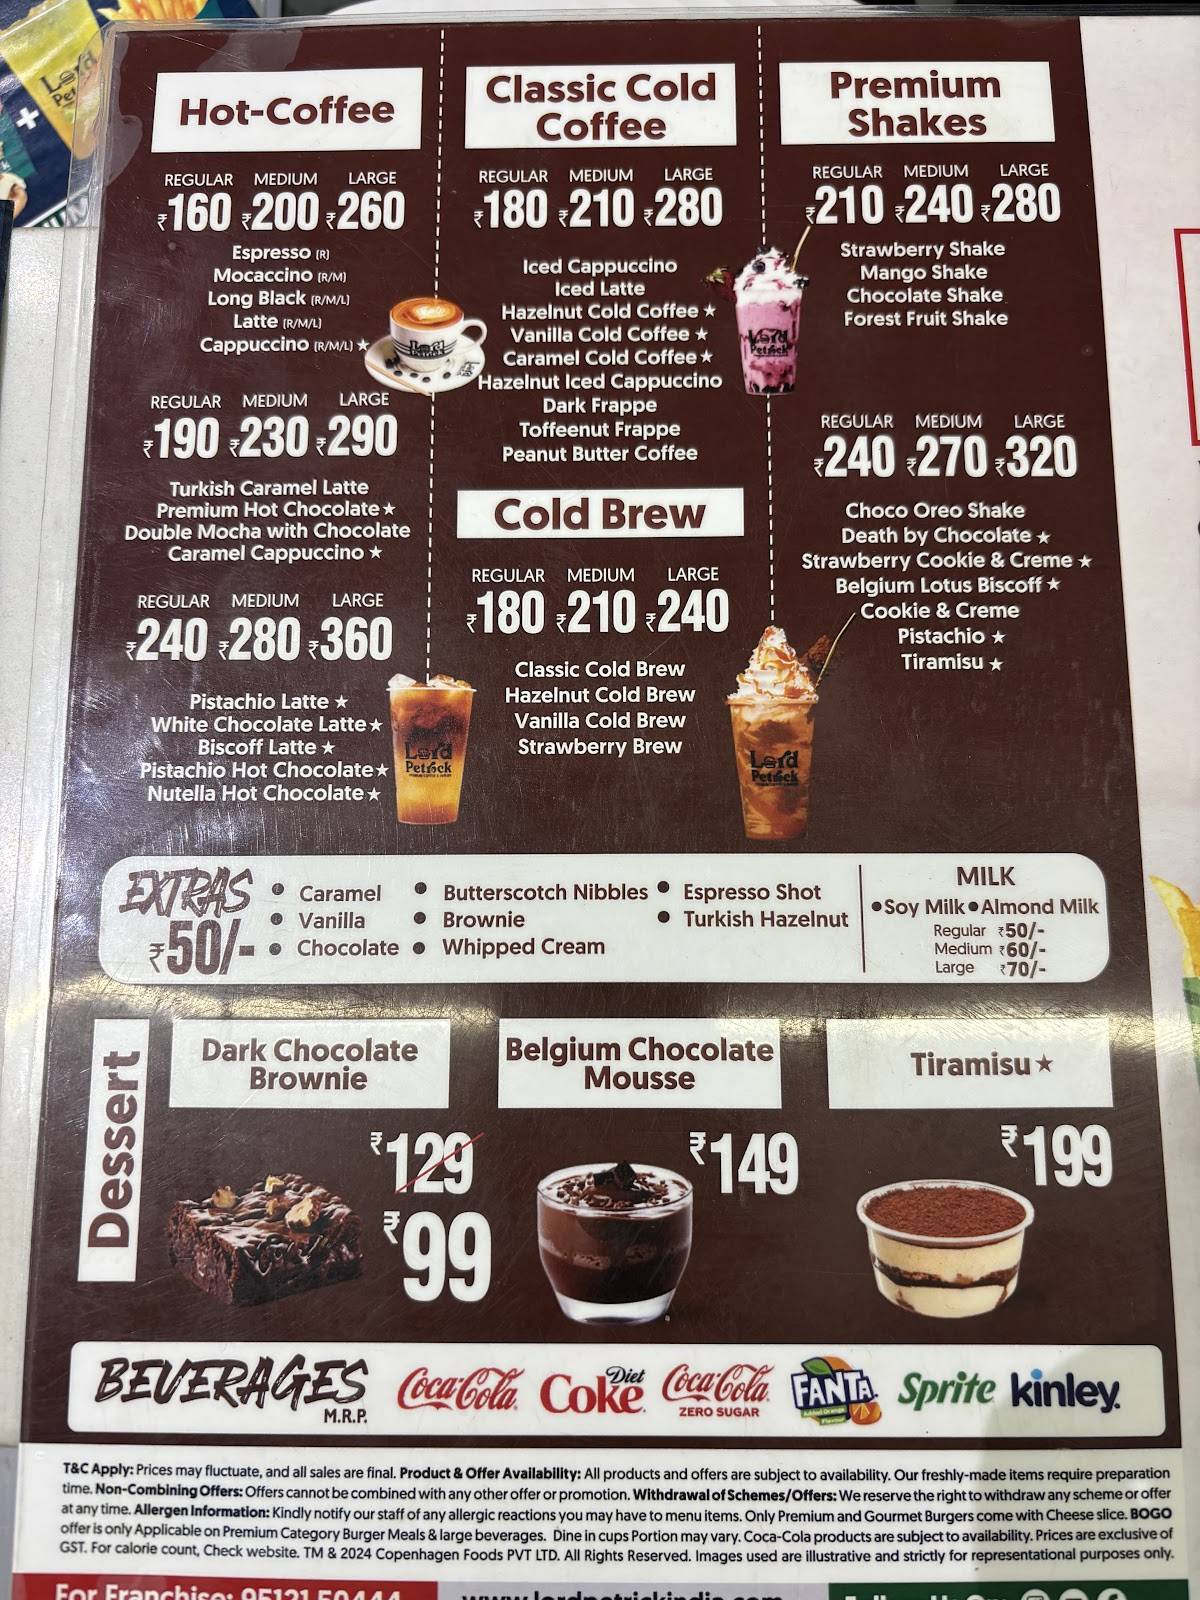 Hot-Coffee
REGULAR MEDIUM LARGE
₹160 ₹200 ₹260
Espresso (R)
Mocaccino (R/M)
Long Black (R/M/L)
Latte (R/M/L)
Cappuccino (R/M/L) ★
REGULAR MEDIUM LARGE
₹190 ₹230 ₹290
Turkish Caramel Latte
Premium Hot Chocolate ★
Double Mocha with Chocolate
Caramel Cappuccino ★
REGULAR MEDIUM LARGE
₹240 ₹280 ₹360
Pistachio Latte ★
White Chocolate Latte ★
Biscoff Latte ★
Pistachio Hot Chocolate ★
Nutella Hot Chocolate ★
Lord
Petrick
Classic Cold
Coffee
REGULAR MEDIUM LARGE
₹180 ₹210 ₹280
Iced Cappuccino
Iced Latte
Hazelnut Cold Coffee ★
Vanilla Cold Coffee ★
Caramel Cold Coffee ★
Hazelnut Iced Cappuccino
Dark Frappe
Toffeenut Frappe
Peanut Butter Coffee
Cold Brew
REGULAR MEDIUM LARGE
₹180 ₹210 ₹240
Classic Cold Brew
Hazelnut Cold Brew
Vanilla Cold Brew
Strawberry Brew
Lord
Petrick
Premium
Shakes
REGULAR MEDIUM LARGE
₹210 ₹240 ₹280
Strawberry Shake
Mango Shake
Chocolate Shake
Forest Fruit Shake
Lord
Petrick
REGULAR MEDIUM LARGE
₹240 ₹270 ₹320
Choco Oreo Shake
Death by Chocolate ★
Strawberry Cookie & Creme ★
Belgium Lotus Biscoff ★
Cookie & Creme
Pistachio ★
Tiramisu ★
Lord
Petrick
EXTRAS
₹50/-
• Caramel
• Vanilla
• Chocolate
• Butterscotch Nibbles
• Brownie
• Whipped Cream
• Espresso Shot
• Turkish Hazelnut
MILK
•Soy Milk •Almond Milk
Regular ₹50/-
Medium ₹60/-
Large ₹70/-
Dessert
Dark Chocolate
Brownie
₹129
₹99
Belgium Chocolate
Mousse
₹149
Tiramisu ★
₹199
BEVERAGES
M.R.P.
Coca-Cola
Diet
Coke
Coca-Cola
ZERO SUGAR
FANTA
Sprite
kinley
T&C Apply: Prices may fluctuate, and all sales are final. Product & Offer Availability: All products and offers are subject to availability. Our freshly-made items require preparation
time. Non-Combining Offers: Offers cannot be combined with any other offer or promotion. Withdrawal of Schemes/Offers: We reserve the right to withdraw any scheme or offer
at any time. Allergen Information: Kindly notify our staff of any allergic reactions you may have to menu items. Only Premium and Gourmet Burgers come with Cheese slice. BOGO
offer is only Applicable on Premium Category Burger Meals & large beverages. Dine in cups Portion may vary. Coca-Cola products are subject to availability. Prices are exclusive of
GST. For calorie count, Check website. TM & 2024 Copenhagen Foods PVT LTD. All Rights Reserved. Images used are illustrative and strictly for representational purposes only.
For Franchise: 95121 50444
www.lordpetrickindia.com